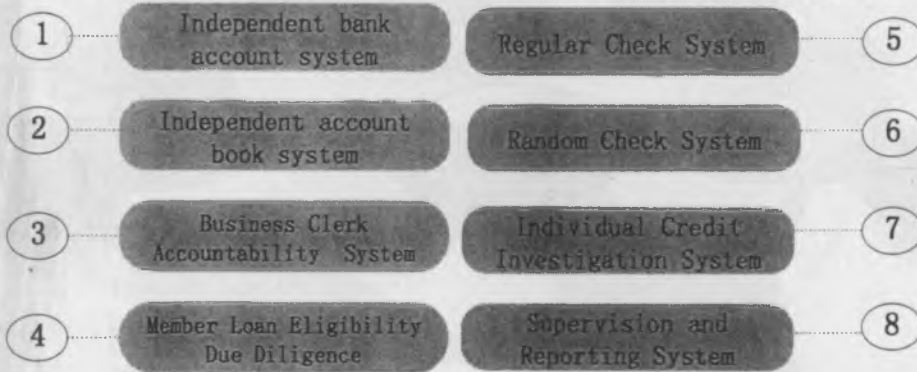 1
Independent bank
account system
2
Independent account
book system
3
Business Clerk
Accountability System
4
Member Loan Eligibility
Due Diligence
Regular Check System
5
Random Check System
6
Individual Credit
Investigation System
7
Supervision and
Reporting System
8